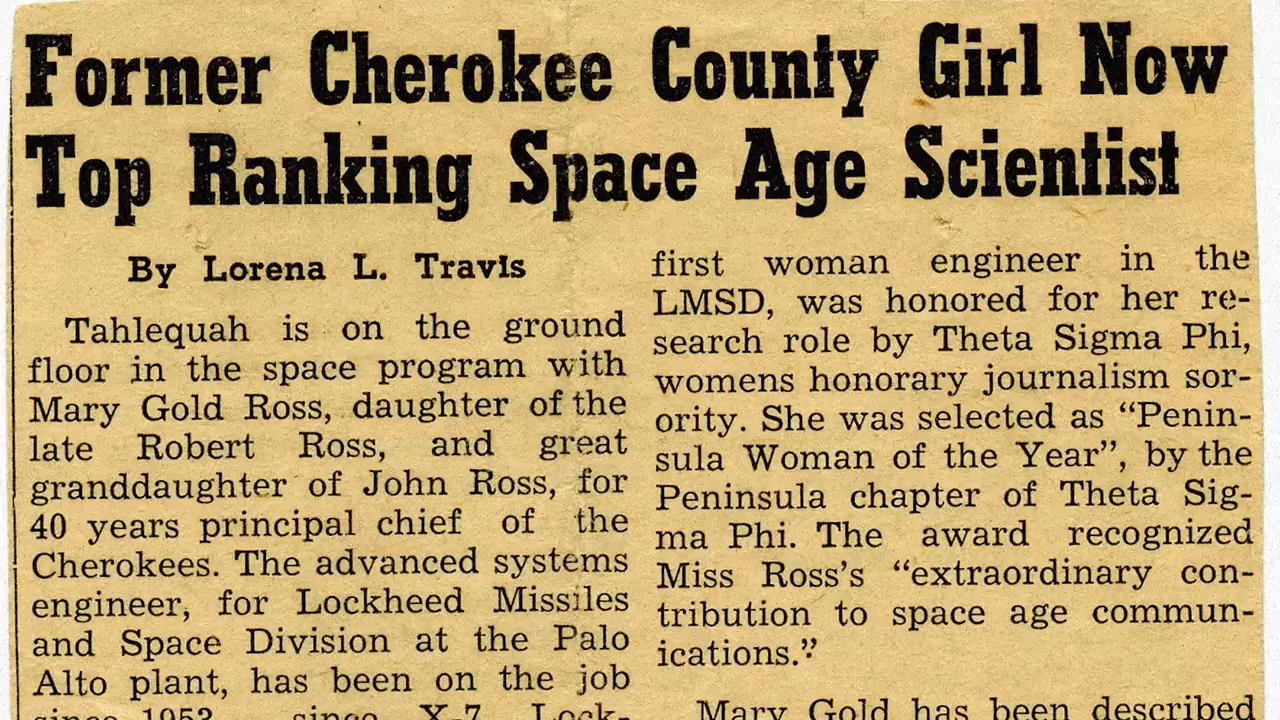 Former Cherokee County Girl Now
Top Ranking Space Age Scientist
By Lorena L. Travis
Tahlequah is on the ground
floor in the space program with
Mary Gold Ross, daughter of the
late Robert Ross, and great
granddaughter of John Ross, for
40 years principal chief of the
Cherokees. The advanced systems
engineer, for Lockheed Missiles
and Space Division at the Palo
Alto plant, has been on the job
since 1953 since X-7 Lock-
first woman engineer in the
LMSD, was honored for her re-
search role by Theta Sigma Phi,
womens honorary journalism sor-
ority. She was selected as “Penin-
sula Woman of the Year”, by the
Peninsula chapter of Theta Sig-
ma Phi. The award recognized
Miss Ross's “extraordinary con-
tribution to space age commun-
ications.”
Mary Gold has been described